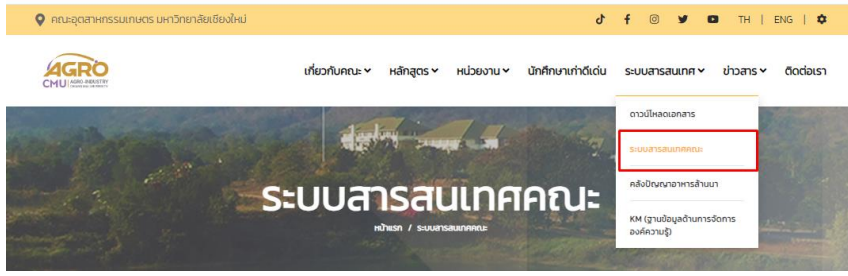 คณะอุตสาหกรรมเกษตร มหาวิทยาลัยเชียงใหม่
TH | ENG |
AGRO
CMU AGRO INDUSTRY
เกี่ยวกับคณะ หลักสูตร หน่วยงาน นักศึกษาเก่าดีเด่น ระบบสารสนเทศ ข่าวสาร ติดต่อเรา
ดาวน์โหลดเอกสาร
ระบบสารสนเทศคณะ
คลังปัญญาอาหารล้านนา
KM (ฐานข้อมูลด้านการจัดการ
องค์ความรู้)
ระบบสารสนเทศคณะ
หน้าแรก / ระบบสารสนเทศคณะ